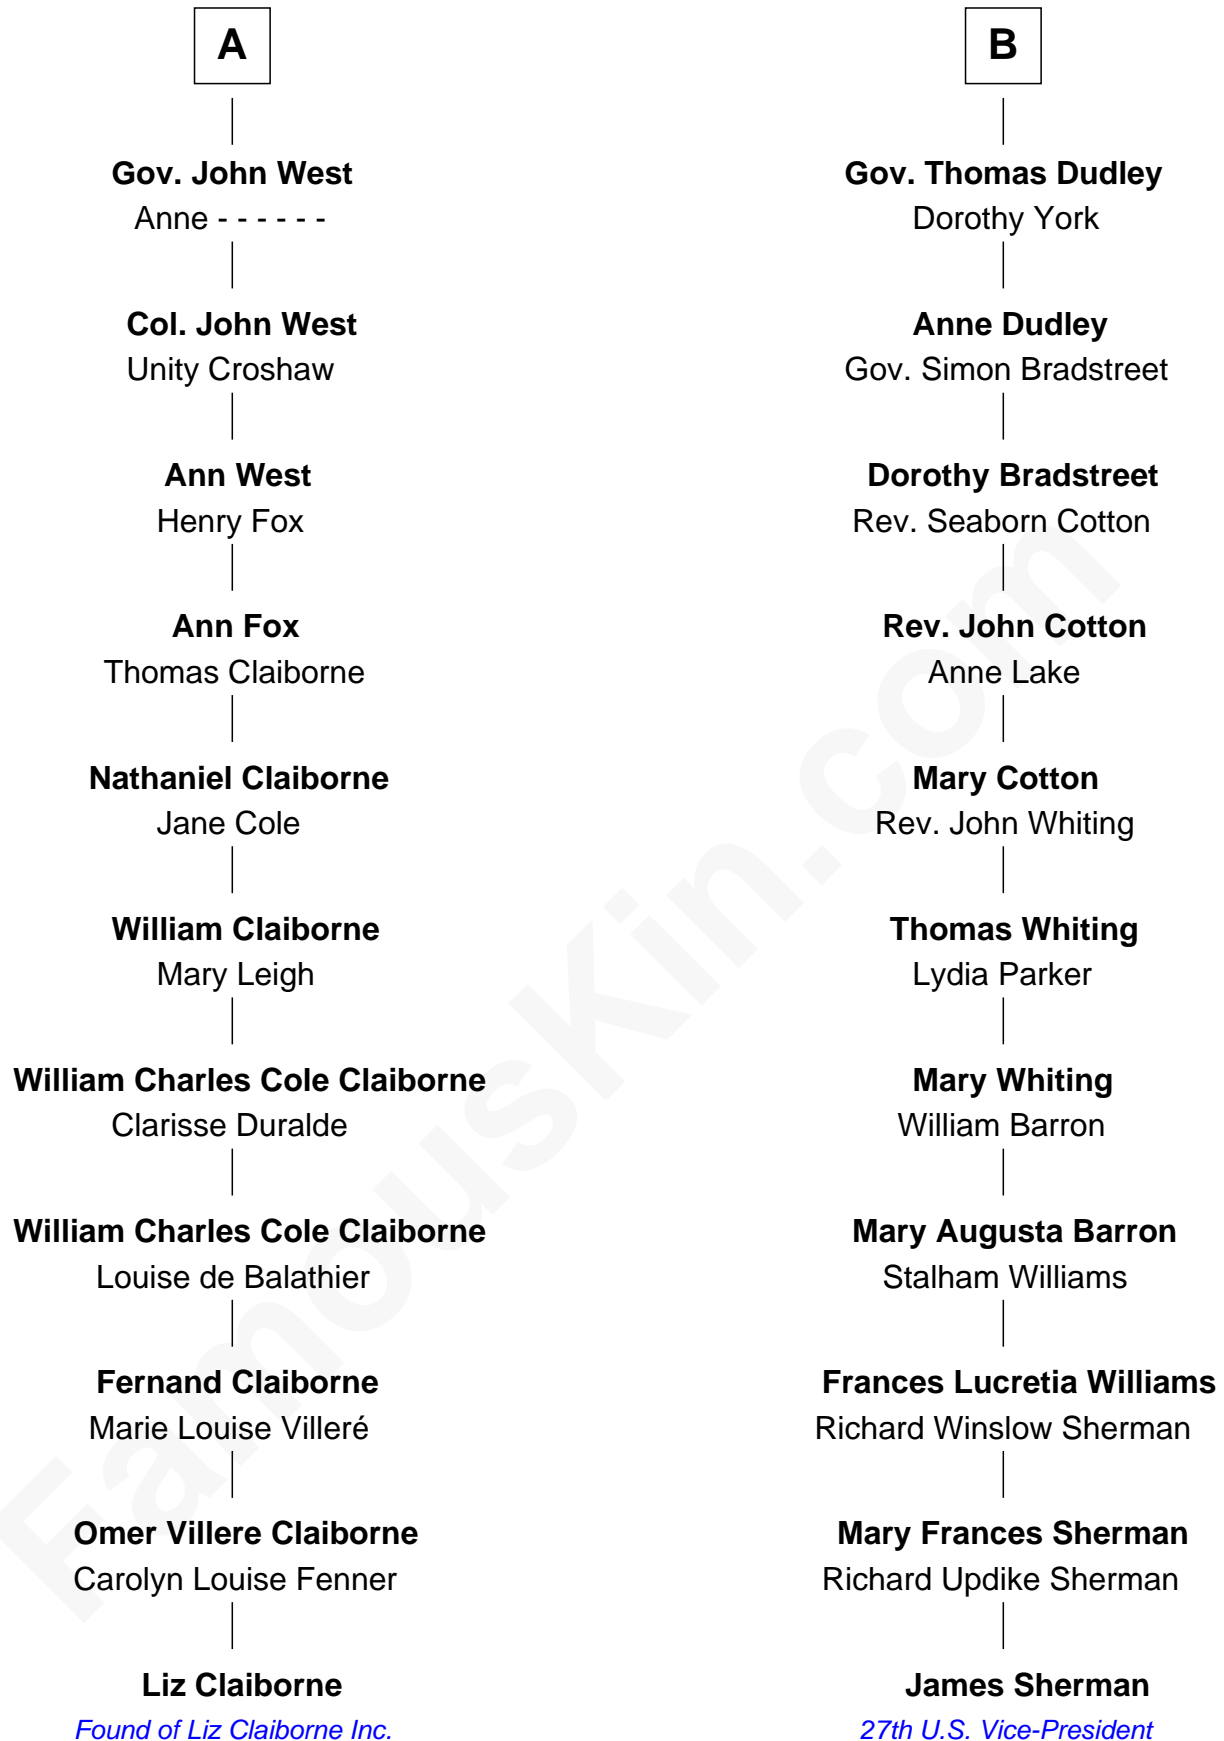 A
Gov. John West
Anne - - - - - -
Col. John West
Unity Croshaw
Ann West
Henry Fox
Ann Fox
Thomas Claiborne
Nathaniel Claiborne
Jane Cole
William Claiborne
Mary Leigh
William Charles Cole Claiborne
Clarisse Duralde
William Charles Cole Claiborne
Louise de Balathier
Fernand Claiborne
Marie Louise Villeré
Omer Villere Claiborne
Carolyn Louise Fenner
Liz Claiborne
Found of Liz Claiborne Inc.
B
Gov. Thomas Dudley
Dorothy York
Anne Dudley
Gov. Simon Bradstreet
Dorothy Bradstreet
Rev. Seaborn Cotton
Rev. John Cotton
Anne Lake
Mary Cotton
Rev. John Whiting
Thomas Whiting
Lydia Parker
Mary Whiting
William Barron
Mary Augusta Barron
Stalham Williams
Frances Lucretia Williams
Richard Winslow Sherman
Mary Frances Sherman
Richard Updike Sherman
James Sherman
27th U.S. Vice-President
FamousKin.com